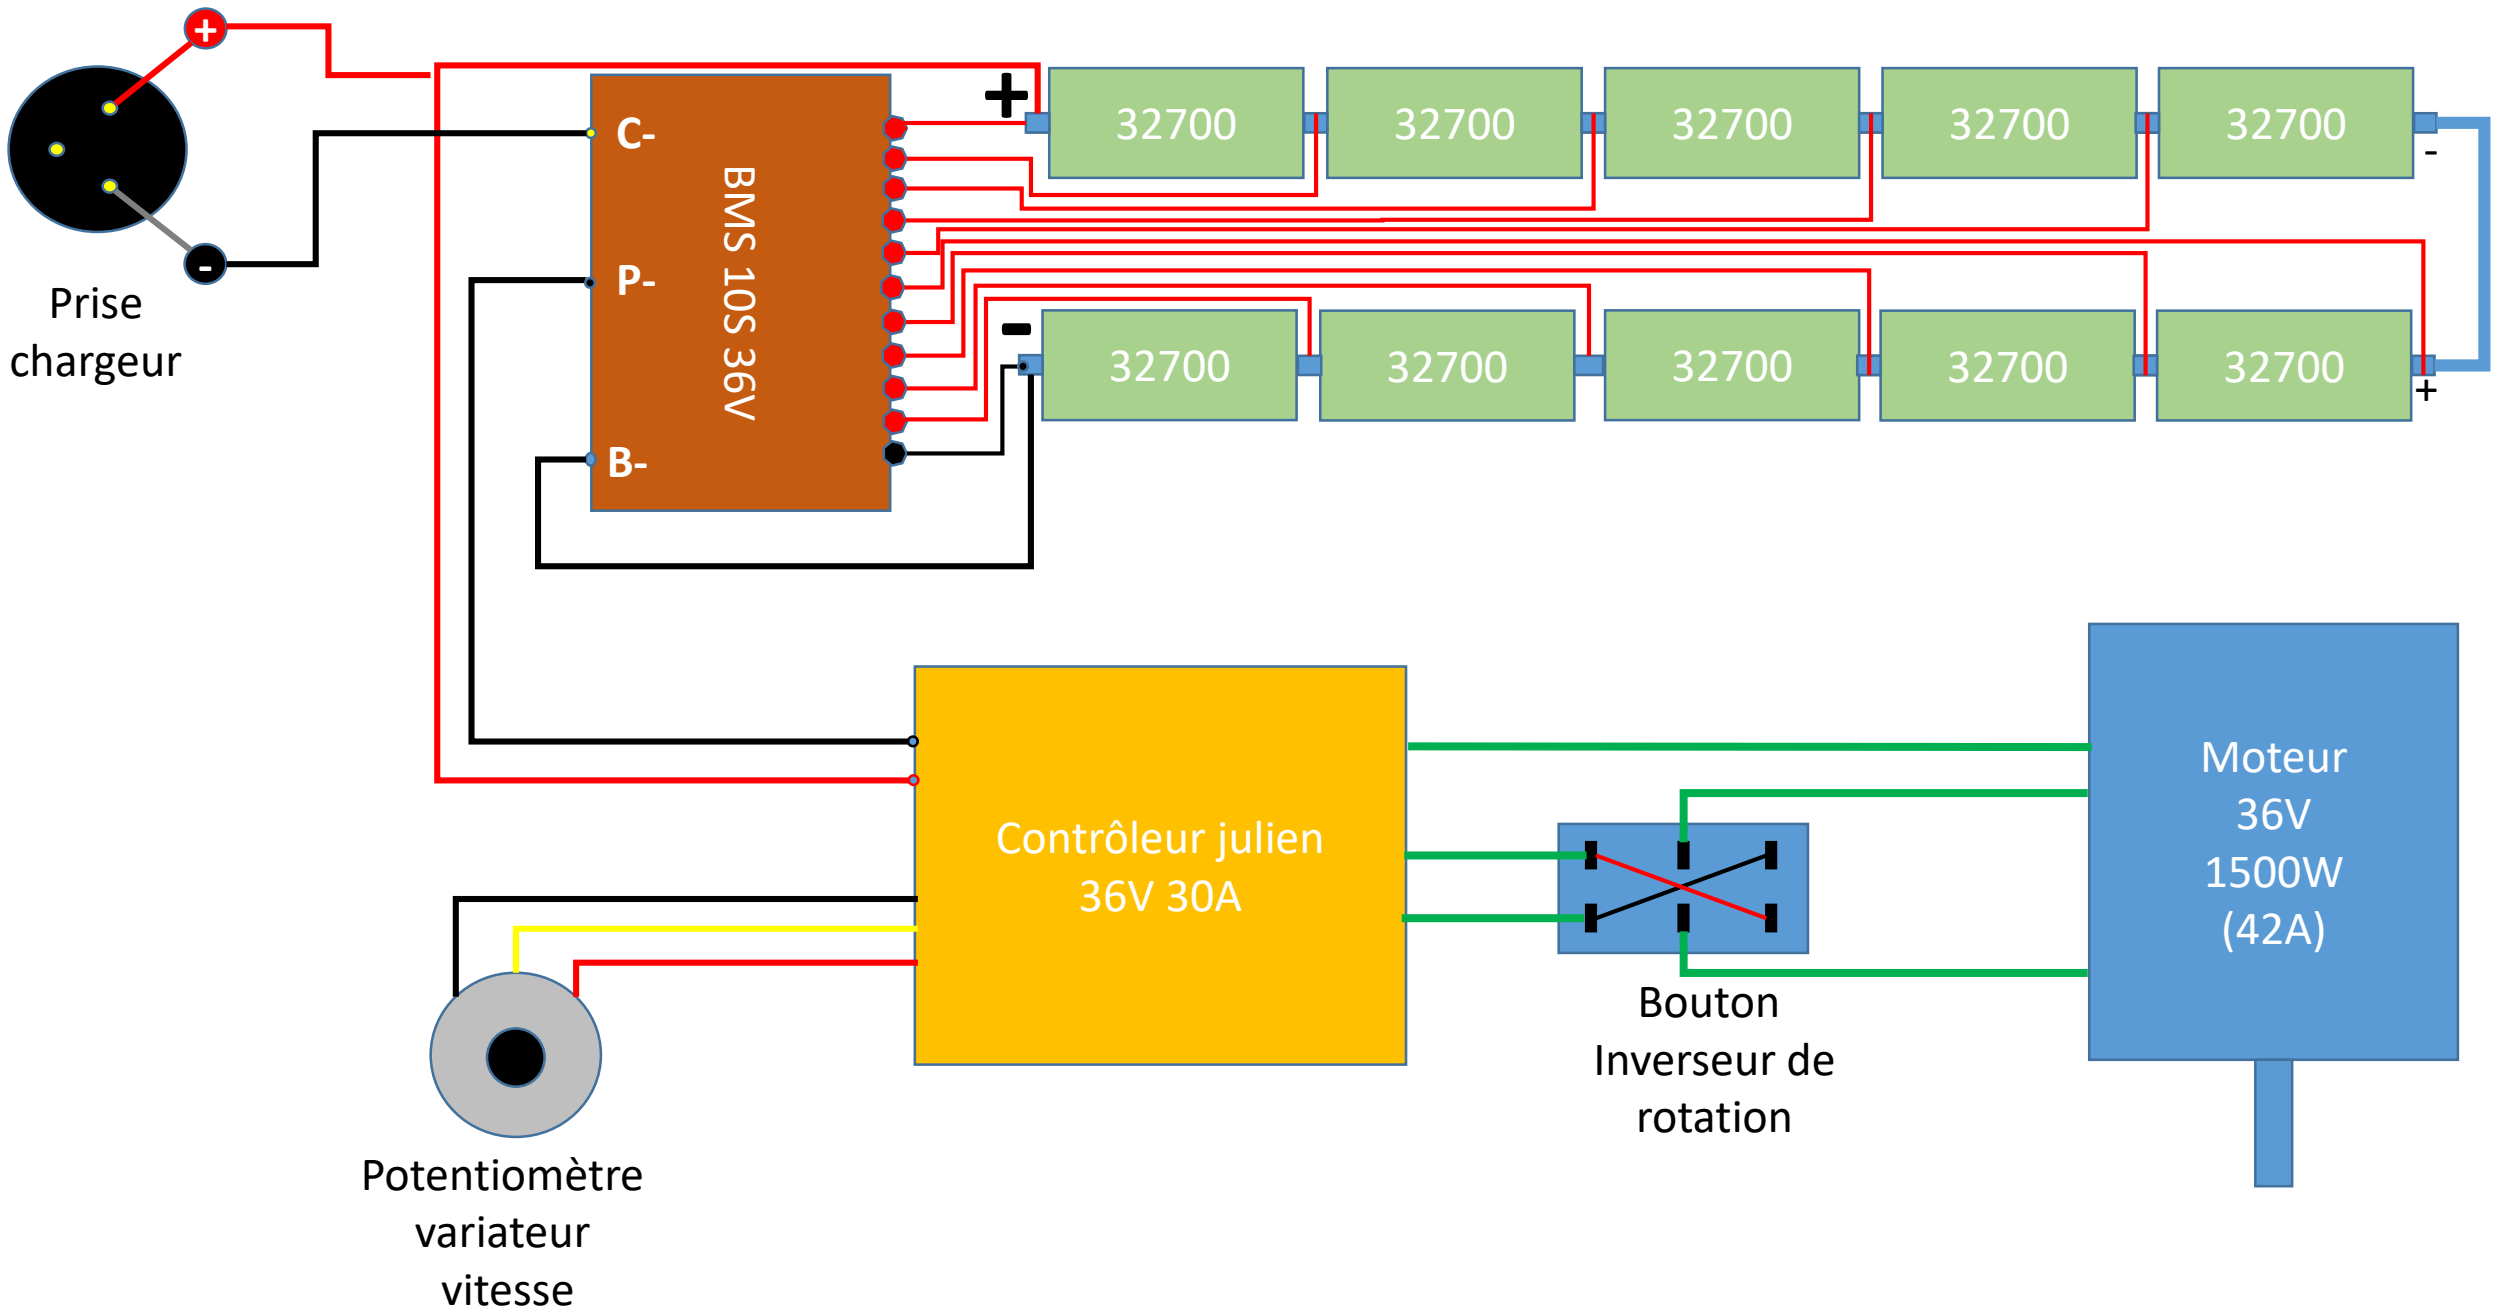 +
-
Prise
chargeur
C-
P-
B-
BMS 10S 36V
+
32700
32700
32700
32700
32700
-
-
32700
32700
32700
32700
32700
+
Contrôleur julien
36V 30A
Moteur
36V
1500W
(42A)
Bouton
Inverseur de
rotation
Potentiomètre
variateur
vitesse